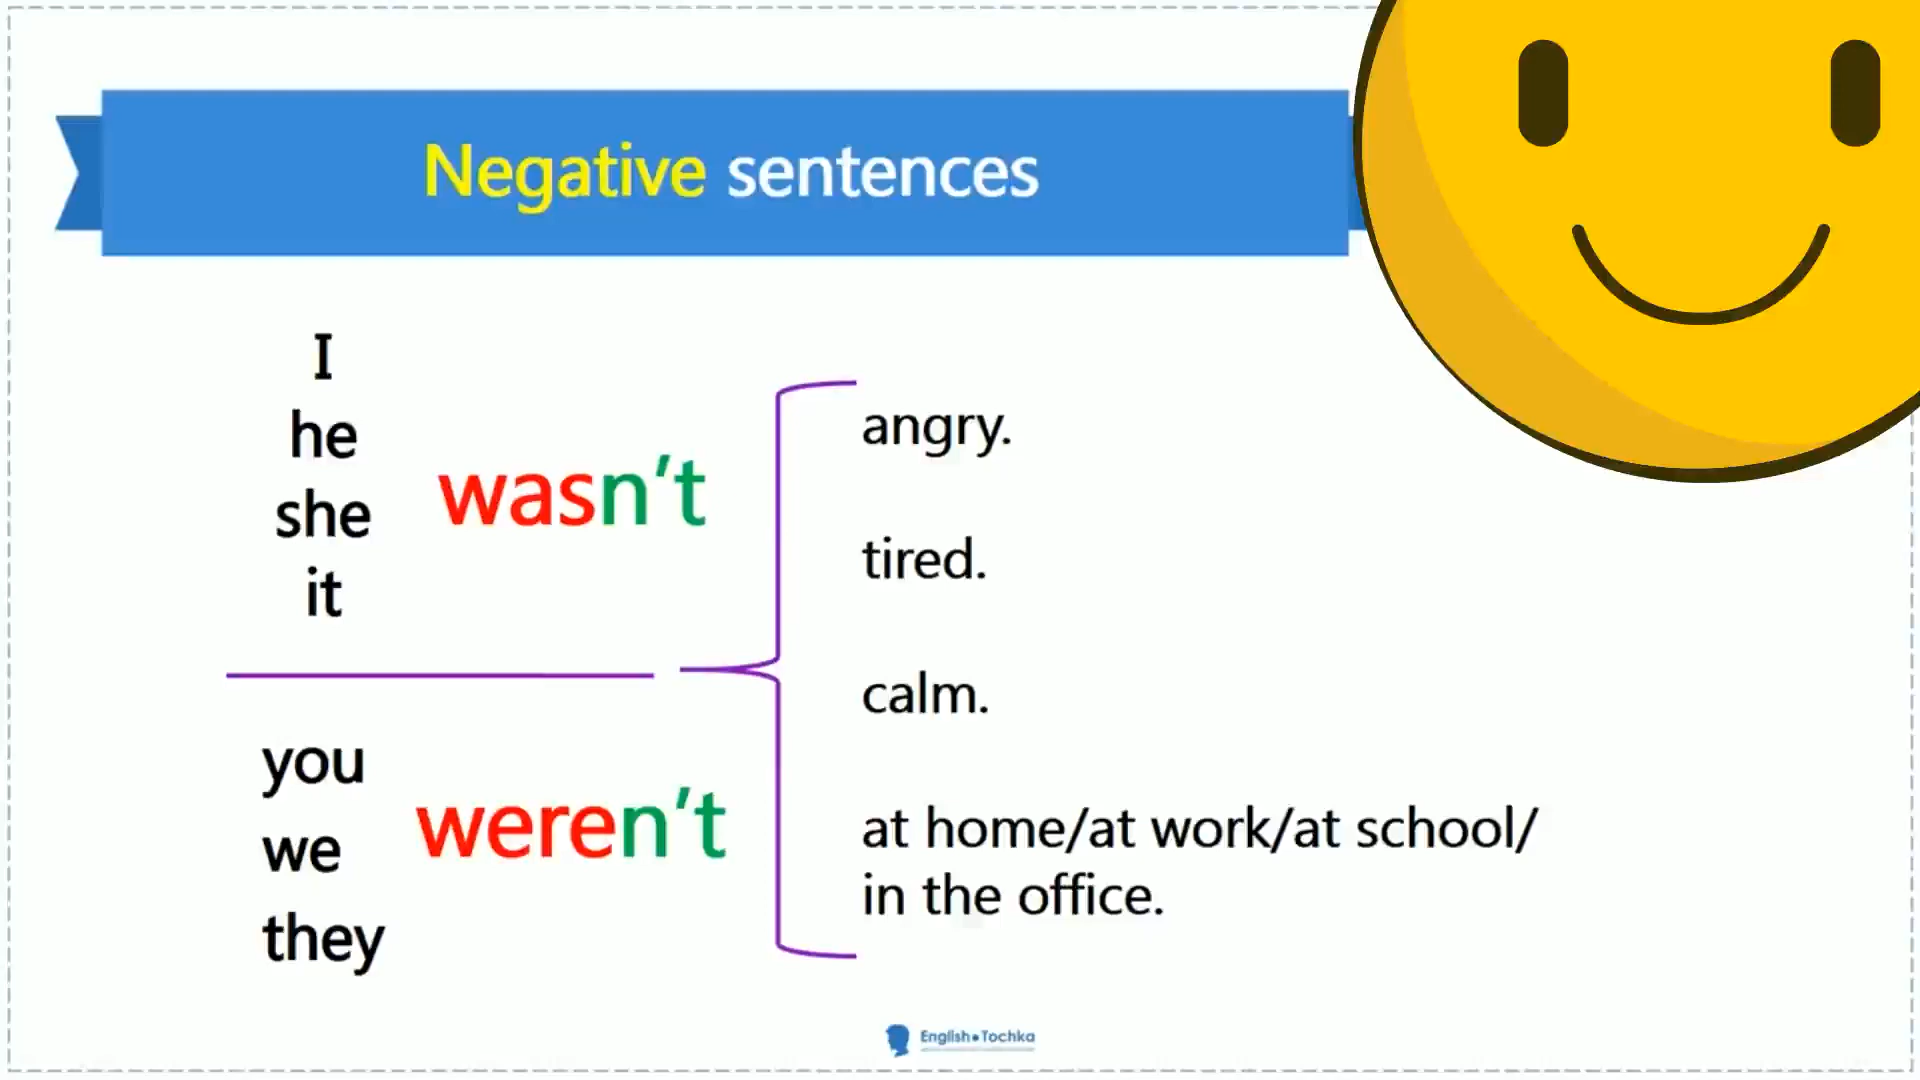 Negative sentences
I
he
she
it
wasn't
you
we
they
weren't
angry.
tired.
calm.
at home/at work/at school/
in the office.
English•Tochka